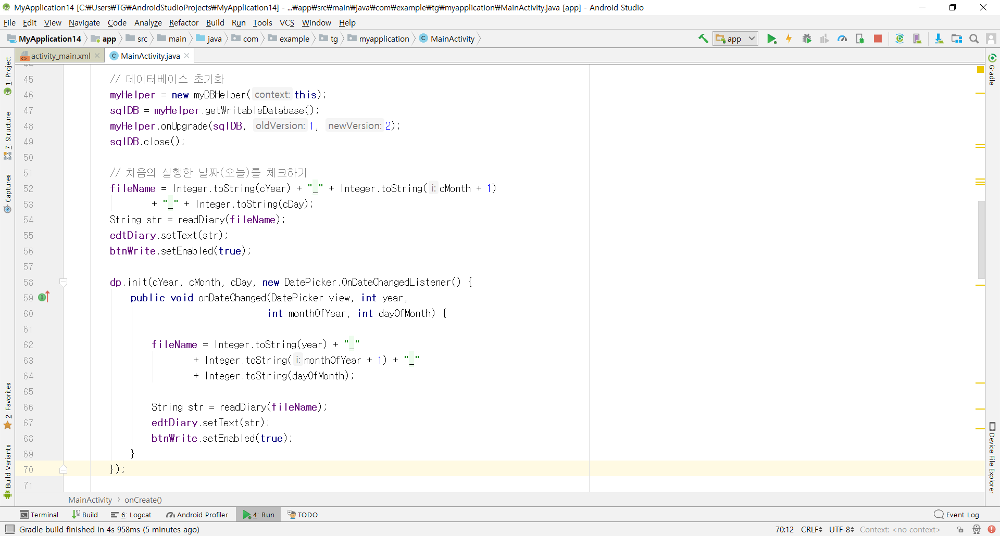 MyApplication14 [C:₩Users₩TG₩AndroidStudioProjects₩MyApplication14] - ...₩app₩src₩main₩java₩com₩example₩tg₩myapplication₩MainActivity.java [app] - Android Studio
File Edit View Navigate Code Analyze Refactor Build Run Tools VCS Window Help
MyApplication14 app src main java com example tg myapplication MainActivity app
activity_main.xml MainActivity.java
1: Project
7: Structure
Captures
2: Favorites
Build Variants
44
45 // 데이터베이스 초기화
46 myHelper = new myDBHelper( context: this);
47 sqlDB = myHelper.getWritableDatabase();
48 myHelper.onUpgrade(sqlDB, oldVersion: 1, newVersion: 2);
49 sqlDB.close();
50
51 // 처음의 실행한 날짜(오늘)를 체크하기
52 fileName = Integer.toString(cYear) + "_" + Integer.toString( i: cMonth + 1)
53 + "_" + Integer.toString(cDay);
54 String str = readDiary(fileName);
55 edtDiary.setText(str);
56 btn₩rite.setEnabled(true);
57
58 dp.init(cYear, cMonth, cDay, new DatePicker.OnDateChangedListener() {
59 public void onDateChanged(DatePicker view, int year,
60 int monthOfYear, int dayOfMonth) {
61
62 fileName = Integer.toString(year) + "_"
63 + Integer.toString( i: monthOfYear + 1) + "_"
64 + Integer.toString(dayOfMonth);
65
66 String str = readDiary(fileName);
67 edtDiary.setText(str);
68 btn₩rite.setEnabled(true);
69 }
70 });
71
Gradle
Device File Explorer
MainActivity › onCreate()
Terminal Build 6: Logcat Android Profiler 4: Run TODO Event Log
Gradle build finished in 4s 958ms (5 minutes ago) 70:12 CRLF UTF-8 Context: <no context>